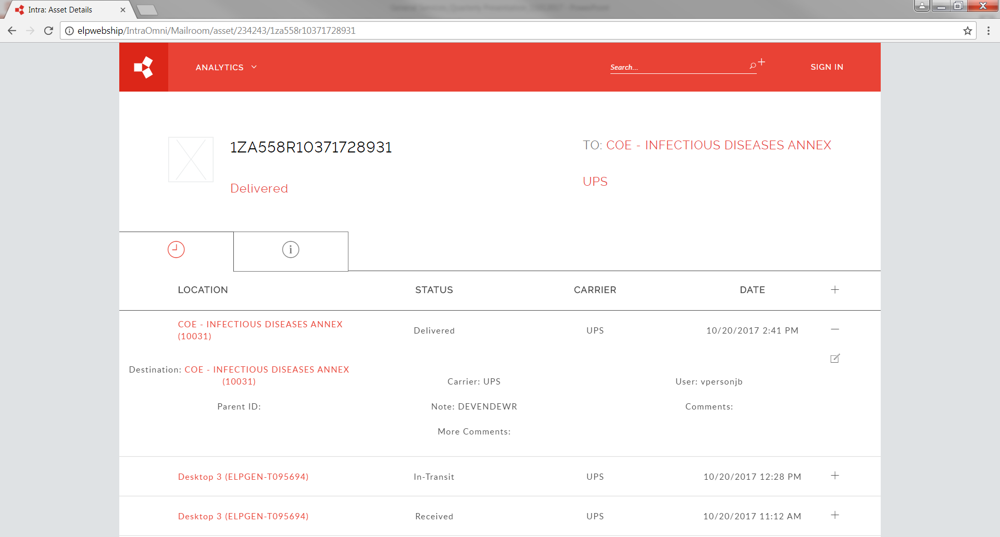 Intra: Asset Details
elpwebship/IntraOmni/Mailroom/asset/234243/1za558r10371728931
ANALYTICS
Search...
SIGN IN
1ZA558R10371728931
TO: COE - INFECTIOUS DISEASES ANNEX
UPS
Delivered
LOCATION STATUS CARRIER DATE
COE - INFECTIOUS DISEASES ANNEX
(10031)
Delivered UPS 10/20/2017 2:41 PM
Destination: COE - INFECTIOUS DISEASES ANNEX
(10031)
Carrier: UPS
User: vpersonjb
Parent ID:
Note: DEVENDEWR
Comments:
More Comments:
Desktop 3 (ELPGEN-T095694) In-Transit UPS 10/20/2017 12:28 PM
Desktop 3 (ELPGEN-T095694) Received UPS 10/20/2017 11:12 AM